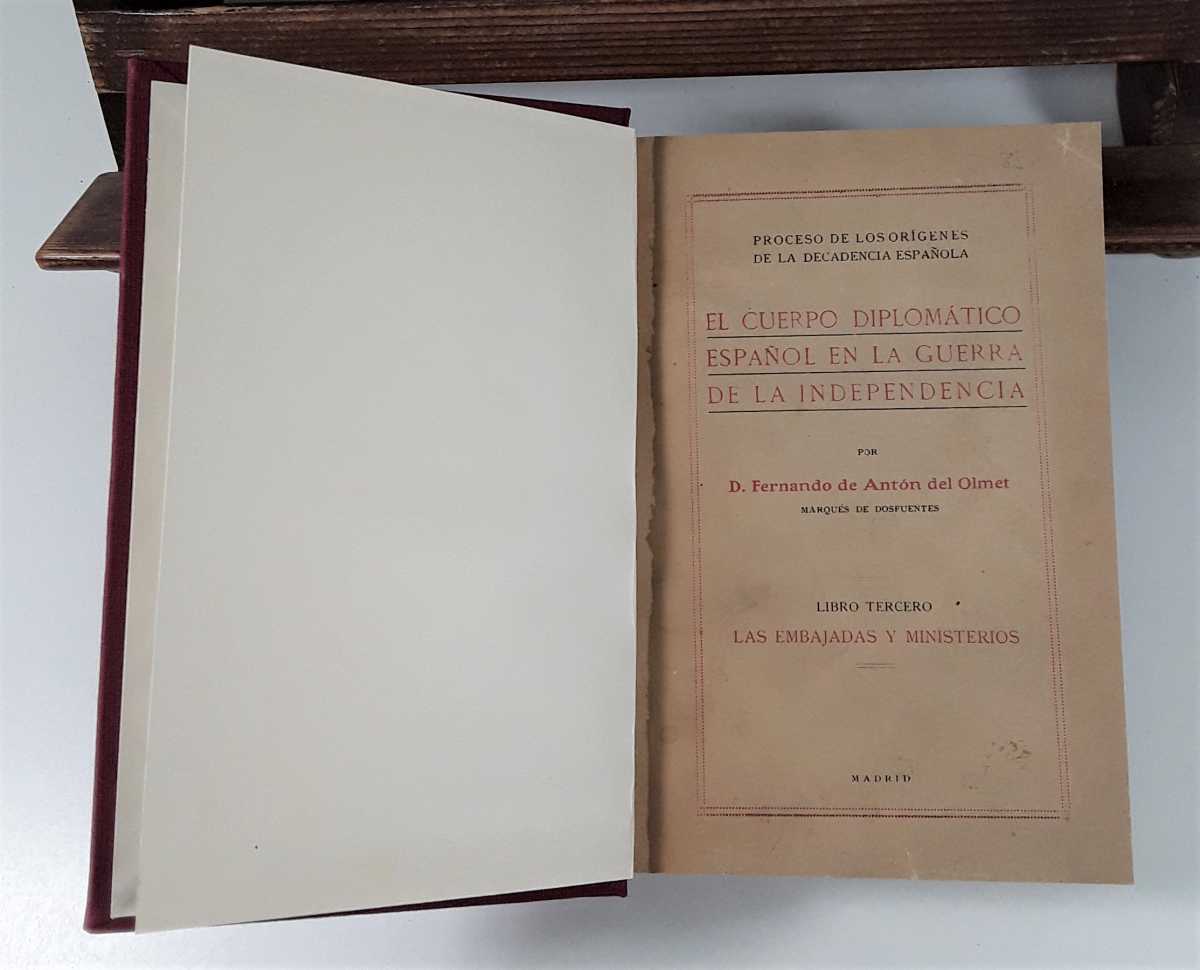 PROCESO DE LOS ORÍGENES
DE LA DECADENCIA ESPAÑOLA
EL CUERPO DIPLOMÁTICO
ESPAÑOL EN LA GUERRA
DE LA INDEPENDENCIA
POR
D. Fernando de Antón del Olmet
MARQUÉS DE DOSFUENTES
LIBRO TERCERO
LAS EMBAJADAS Y MINISTERIOS
MADRID